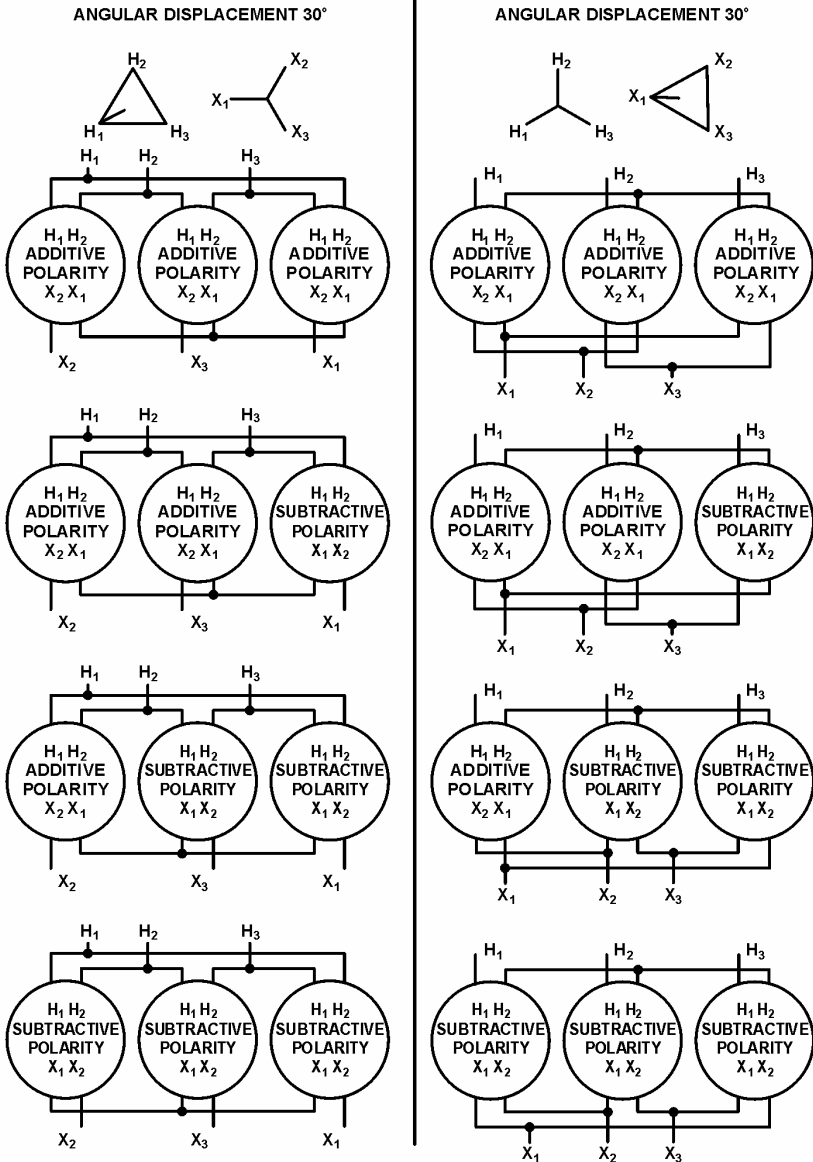 ANGULAR DISPLACEMENT 30°
H₂
X₂
X₁
H₁
H₃
X₃
H₁ H₂ H₃
H₁ H₂ H₁ H₂ H₁ H₂
ADDITIVE ADDITIVE ADDITIVE
POLARITY POLARITY POLARITY
X₂ X₁ X₂ X₁ X₂ X₁
X₂ X₃ X₁
H₁ H₂ H₃
H₁ H₂ H₁ H₂ H₁ H₂
ADDITIVE ADDITIVE SUBTRACTIVE
POLARITY POLARITY POLARITY
X₂ X₁ X₂ X₁ X₁ X₂
X₂ X₃ X₁
H₁ H₂ H₃
H₁ H₂ H₁ H₂ H₁ H₂
ADDITIVE SUBTRACTIVE SUBTRACTIVE
POLARITY POLARITY POLARITY
X₂ X₁ X₁ X₂ X₁ X₂
X₂ X₃ X₁
H₁ H₂ H₃
H₁ H₂ H₁ H₂ H₁ H₂
SUBTRACTIVE SUBTRACTIVE SUBTRACTIVE
POLARITY POLARITY POLARITY
X₁ X₂ X₁ X₂ X₁ X₂
X₂ X₃ X₁
ANGULAR DISPLACEMENT 30°
H₂
X₂
X₁
H₁
H₃
X₃
H₁ H₂ H₃
H₁ H₂ H₁ H₂ H₁ H₂
ADDITIVE ADDITIVE ADDITIVE
POLARITY POLARITY POLARITY
X₂ X₁ X₂ X₁ X₂ X₁
X₁ X₂ X₃
H₁ H₂ H₃
H₁ H₂ H₁ H₂ H₁ H₂
ADDITIVE ADDITIVE SUBTRACTIVE
POLARITY POLARITY POLARITY
X₂ X₁ X₂ X₁ X₁ X₂
X₁ X₂ X₃
H₁ H₂ H₃
H₁ H₂ H₁ H₂ H₁ H₂
ADDITIVE SUBTRACTIVE SUBTRACTIVE
POLARITY POLARITY POLARITY
X₂ X₁ X₁ X₂ X₁ X₂
X₁ X₂ X₃
H₁ H₂ H₃
H₁ H₂ H₁ H₂ H₁ H₂
SUBTRACTIVE SUBTRACTIVE SUBTRACTIVE
POLARITY POLARITY POLARITY
X₁ X₂ X₁ X₂ X₁ X₂
X₁ X₂ X₃